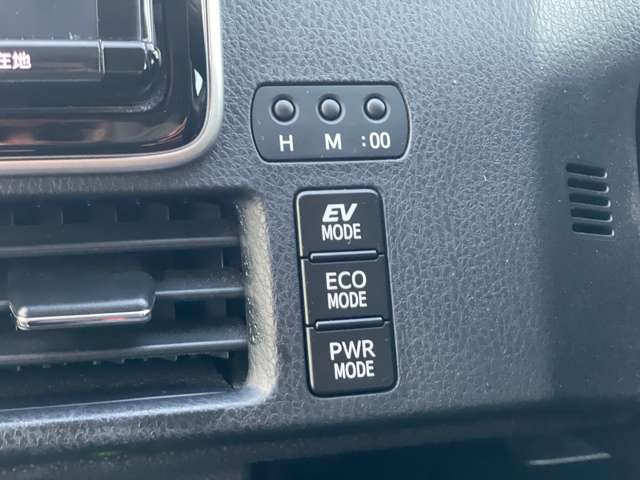 在地
H M :00
EV
MODE
ECO
MODE
PWR
MODE